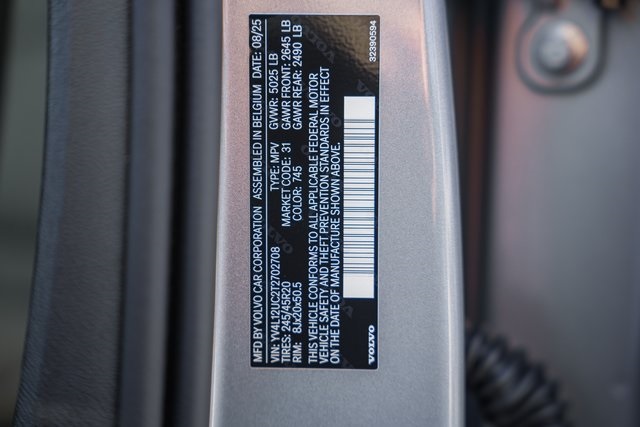 MFD BY VOLVO CAR CORPORATION ASSEMBLED IN BELGIUM DATE: 08/25
VIN: YV4L12UC2T2702708 TYPE: MPV GVWR: 5025 LB
TIRES: 245/45R20 MARKET CODE: 31 GAWR FRONT: 2645 LB
RIM: 8Jx20x50.5 COLOR: 745 GAWR REAR: 2490 LB
THIS VEHICLE CONFORMS TO ALL APPLICABLE FEDERAL MOTOR
VEHICLE SAFETY AND THEFT PREVENTION STANDARDS IN EFFECT
ON THE DATE OF MANUFACTURE SHOWN ABOVE.
VOLVO
32390594